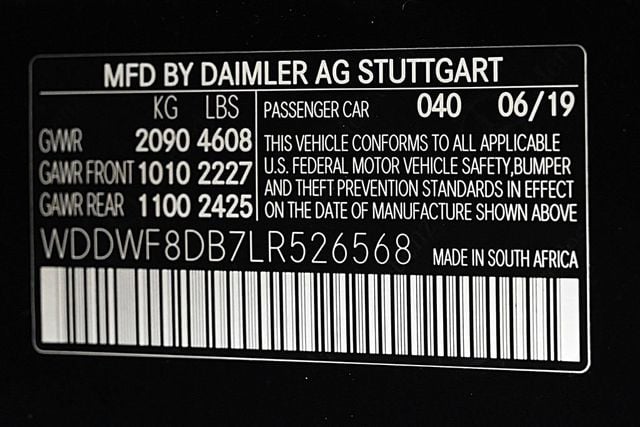 MFD BY DAIMLER AG STUTTGART
KG LBS
GVWR 2090 4608
GAWR FRONT 1010 2227
GAWR REAR 1100 2425
PASSENGER CAR 040 06/19
THIS VEHICLE CONFORMS TO ALL APPLICABLE
U.S. FEDERAL MOTOR VEHICLE SAFETY,BUMPER
AND THEFT PREVENTION STANDARDS IN EFFECT
ON THE DATE OF MANUFACTURE SHOWN ABOVE
WDDWF8DB7LR526568 MADE IN SOUTH AFRICA